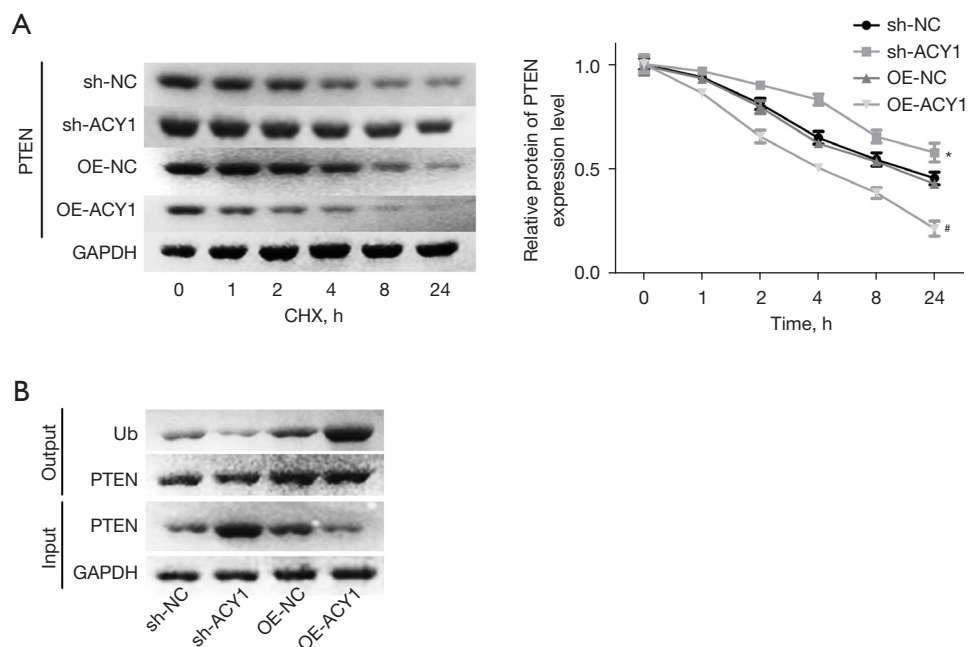 A
PTEN
sh-NC
sh-ACY1
OE-NC
OE-ACY1
GAPDH
0 1 2 4 8 24
CHX, h
Relative protein of PTEN
expression level
1.0
0.5
0.0
0 1 2 4 8 24
Time, h
sh-NC
sh-ACY1
OE-NC
OE-ACY1
*
#
B
Output
Input
Ub
PTEN
PTEN
GAPDH
sh-NC
sh-ACY1
OE-NC
OE-ACY1